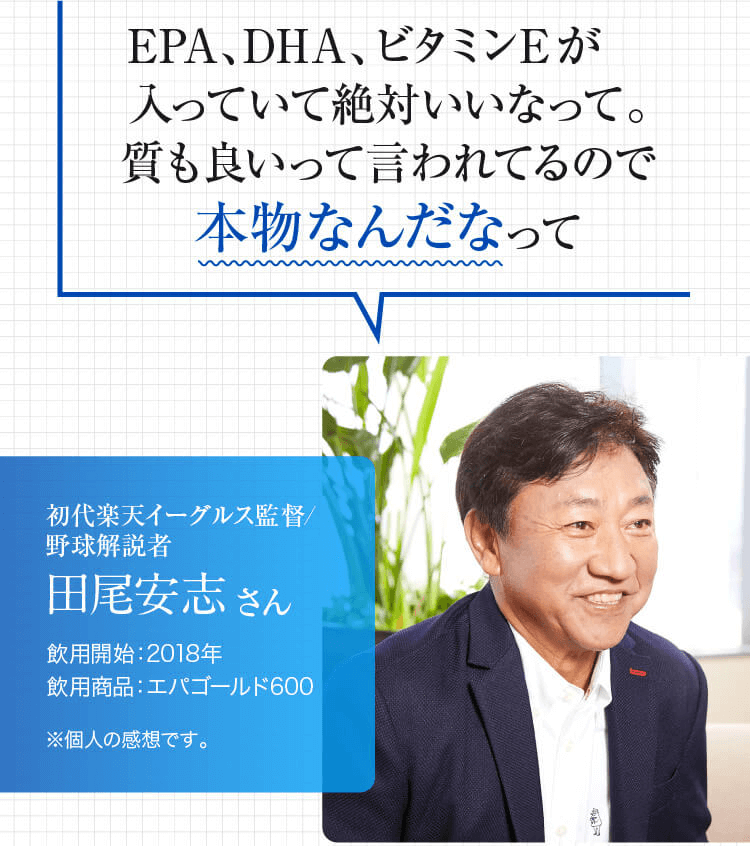 EPA、DHA、ビタミンEが
入っていて絶対いいなって。
質も良いって言われてるので
本物なんだなって
初代楽天イーグルス監督/
野球解説者
田尾安志さん
飲用開始：2018年
飲用商品：エパゴールド600
※個人の感想です。